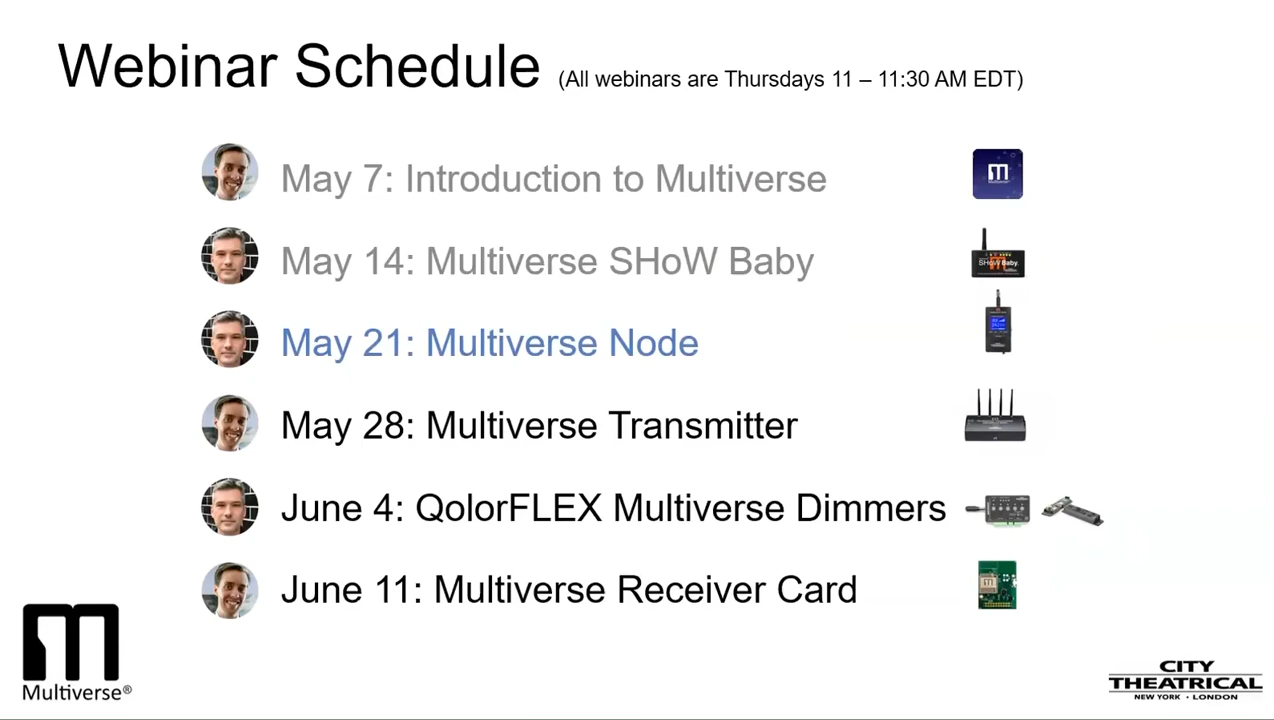 Webinar Schedule (All webinars are Thursdays 11 – 11:30 AM EDT)
May 7: Introduction to Multiverse
May 14: Multiverse SHoW Baby
SHoW Baby
May 21: Multiverse Node
May 28: Multiverse Transmitter
June 4: QolorFLEX Multiverse Dimmers
June 11: Multiverse Receiver Card
Multiverse®
CITY
THEATRICAL
NEW YORK • LONDON